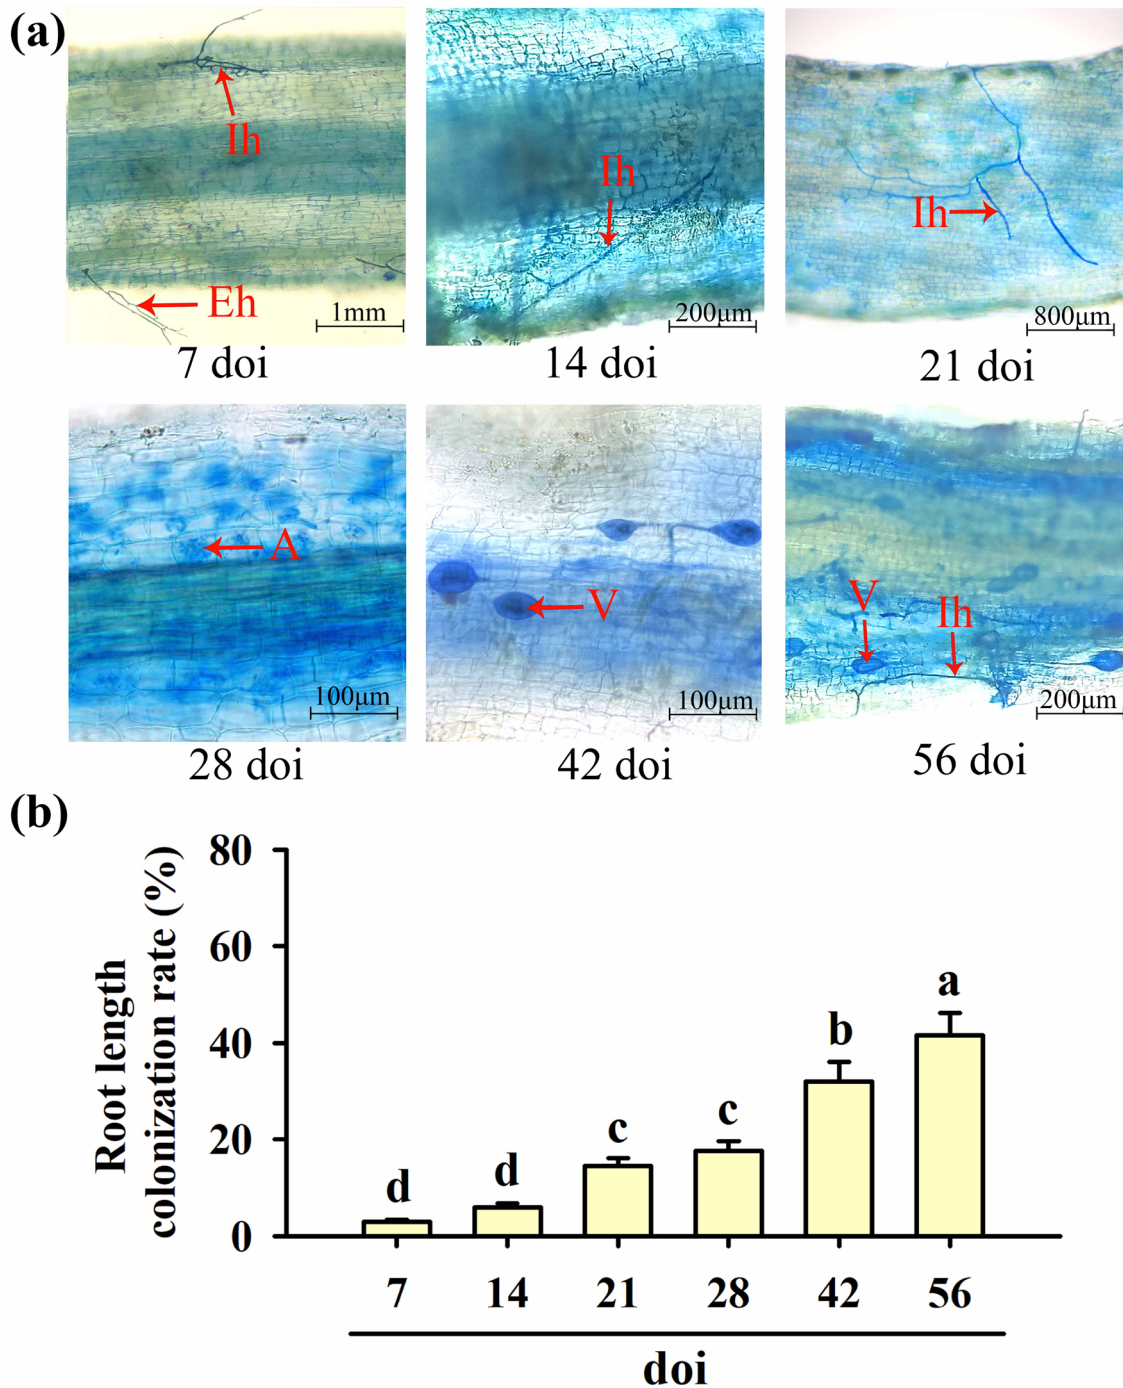 (a)
Ih
Eh
1mm
7 doi
Ih
200μm
14 doi
Ih
800μm
21 doi
A
100μm
28 doi
V
100μm
42 doi
V
Ih
200μm
56 doi
(b)
Root length
colonization rate (%)
80
60
40
20
0
d
d
c
c
b
a
7 14 21 28 42 56
doi